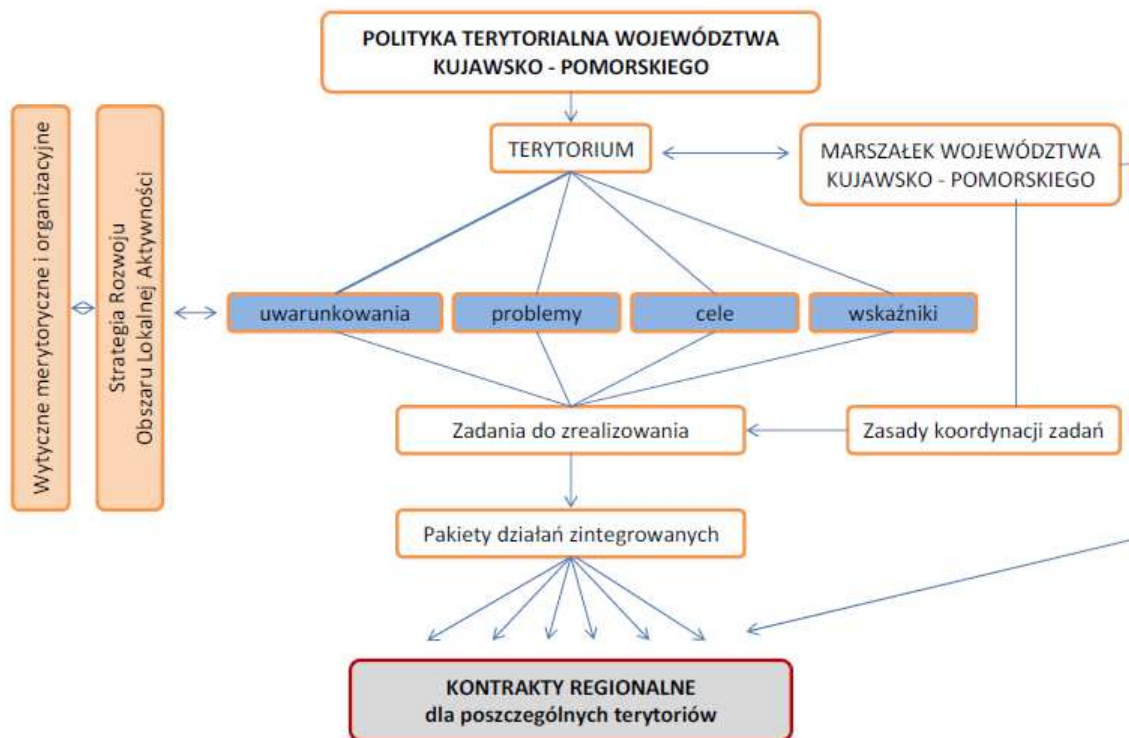 POLITYKA TERYTORIALNA WOJEWÓDZTWA
KUJAWSKO - POMORSKIEGO
TERYTORIUM
MARSZAŁEK WOJEWÓDZTWA
KUJAWSKO - POMORSKIEGO
Wytyczne merytoryczne i organizacyjne
Strategia Rozwoju
Obszaru Lokalnej Aktywności
uwarunkowania
problemy
cele
wskaźniki
Zadania do zrealizowania
Zasady koordynacji zadań
Pakiety działań zintegrowanych
KONTRAKTY REGIONALNE
dla poszczególnych terytoriów